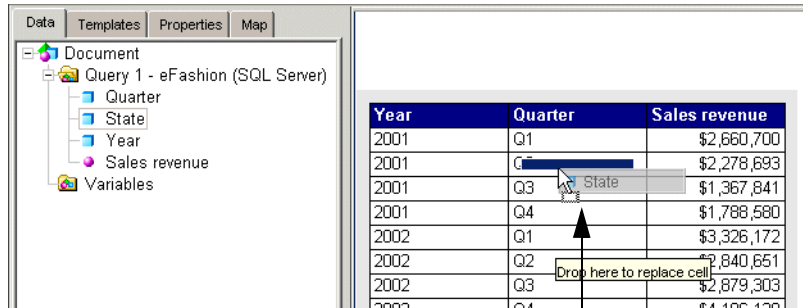 Data Templates Properties Map
Document
Query 1 - eFashion (SQL Server)
Quarter
State
Year
Sales revenue
Variables
Year Quarter Sales revenue
2001 Q1 $2,660,700
2001 $2,278,693
State
2001 Q3 $1,367,841
2001 Q4 $1,788,580
2002 Q1 $3,326,172
2002 Q2 $2,840,651
Drop here to replace cell
2002 Q3 $2,879,303